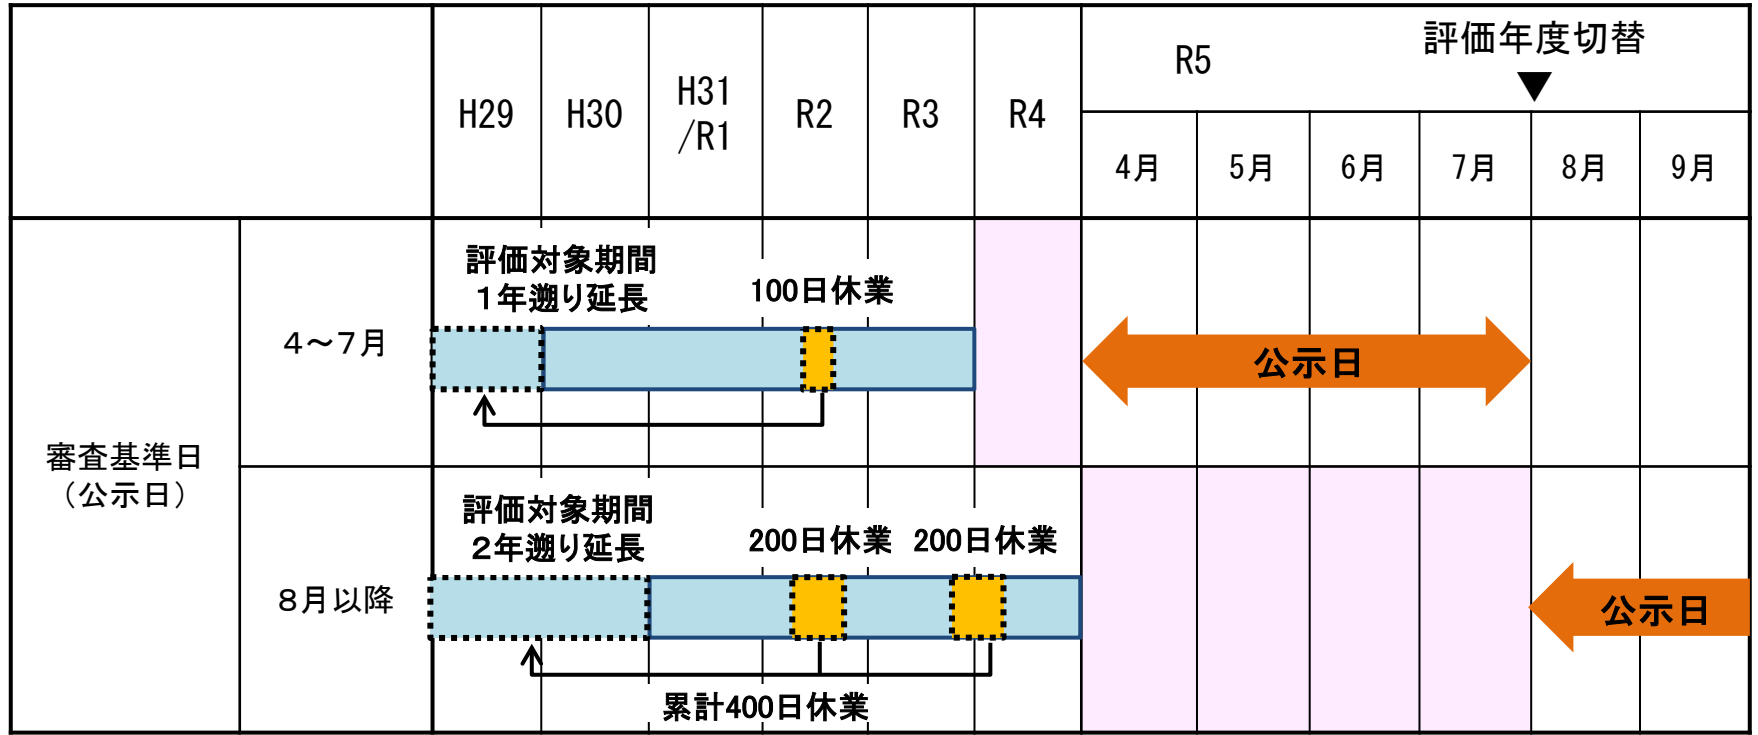 H29
H30
H31
/R1
R2
R3
R4
R5
評価年度切替
4月
5月
6月
7月
8月
9月
審査基準日
（公示日）
4～7月
評価対象期間
1年遡り延長
100日休業
公示日
8月以降
評価対象期間
2年遡り延長
200日休業
200日休業
公示日
累計400日休業